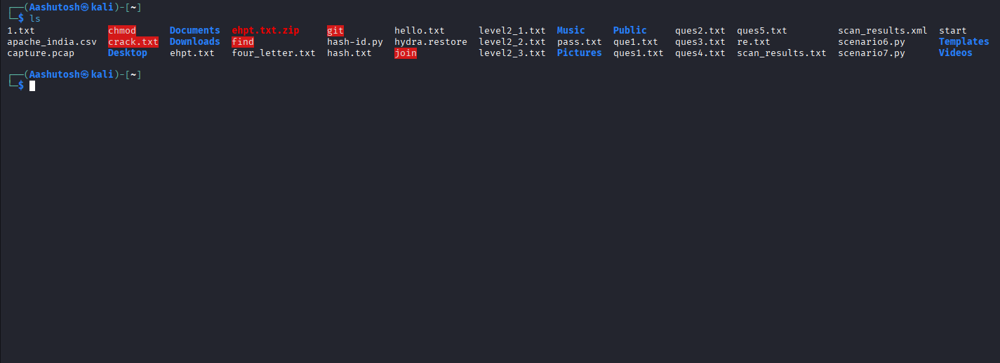 ┌──(Aashutosh㉿kali)-[~]
└─$ ls
1.txt chmod Documents ehpt.txt.zip git hello.txt level2_1.txt Music Public ques2.txt ques5.txt scan_results.xml start
apache_india.csv crack.txt Downloads find hash-id.py hydra.restore level2_2.txt pass.txt que1.txt ques3.txt re.txt scenario6.py Templates
capture.pcap Desktop ehpt.txt four_letter.txt hash.txt join level2_3.txt Pictures ques1.txt ques4.txt scan_results.txt scenario7.py Videos
┌──(Aashutosh㉿kali)-[~]
└─$